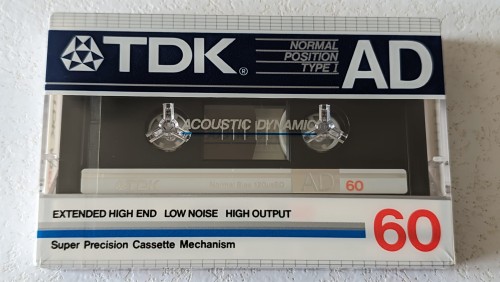 TDK® NORMAL POSITION TYPE I AD
ACOUSTIC DYNAMIC
TDK AD 60
EXTENDED HIGH END LOW NOISE HIGH OUTPUT
60
Super Precision Cassette Mechanism